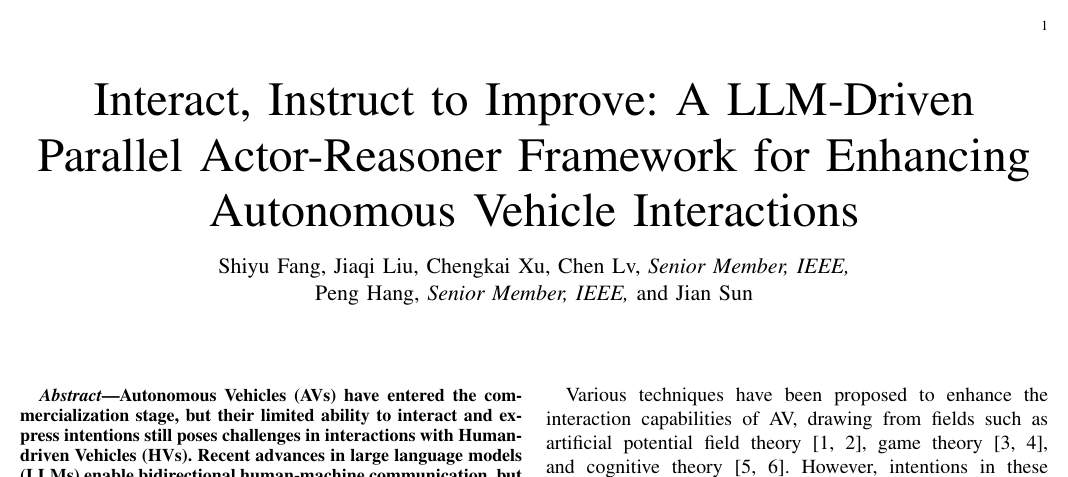 1
Interact, Instruct to Improve: A LLM-Driven
Parallel Actor-Reasoner Framework for Enhancing
Autonomous Vehicle Interactions
Shiyu Fang, Jiaqi Liu, Chengkai Xu, Chen Lv, Senior Member, IEEE,
Peng Hang, Senior Member, IEEE, and Jian Sun
Abstract—Autonomous Vehicles (AVs) have entered the com-
mercialization stage, but their limited ability to interact and ex-
press intentions still poses challenges in interactions with Human-
driven Vehicles (HVs). Recent advances in large language models
(LLMs) enable bidirectional human-machine communication, but
Various techniques have been proposed to enhance the
interaction capabilities of AV, drawing from fields such as
artificial potential field theory [1, 2], game theory [3, 4],
and cognitive theory [5, 6]. However, intentions in these